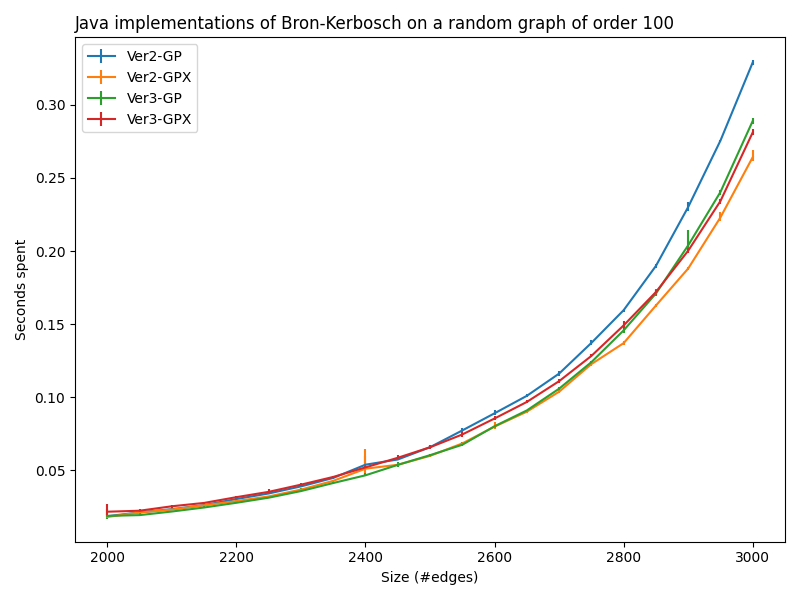 Java implementations of Bron-Kerbosch on a random graph of order 100
Ver2-GP
Ver2-GPX
Ver3-GP
Ver3-GPX
Seconds spent
0.30
0.25
0.20
0.15
0.10
0.05
2000 2200 2400 2600 2800 3000
Size (#edges)